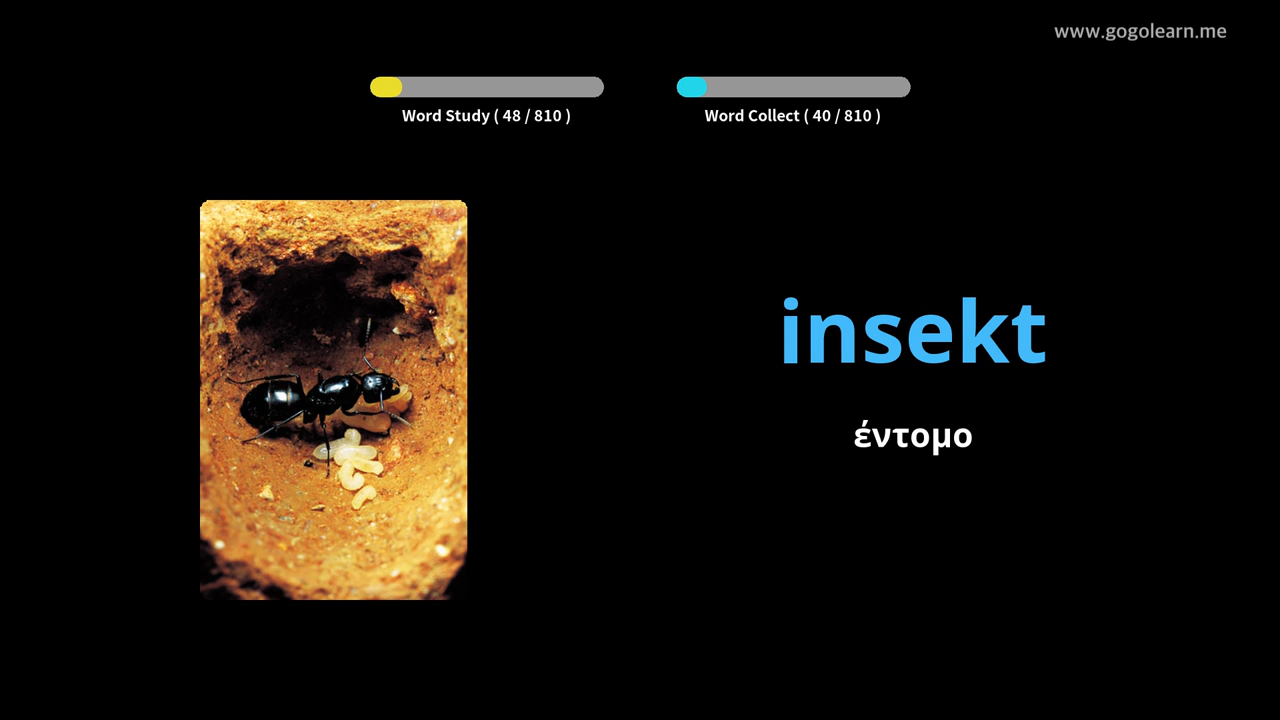 www.gogolearn.me
Word Study ( 48 / 810 )
Word Collect ( 40 / 810 )
insekt
έντομο